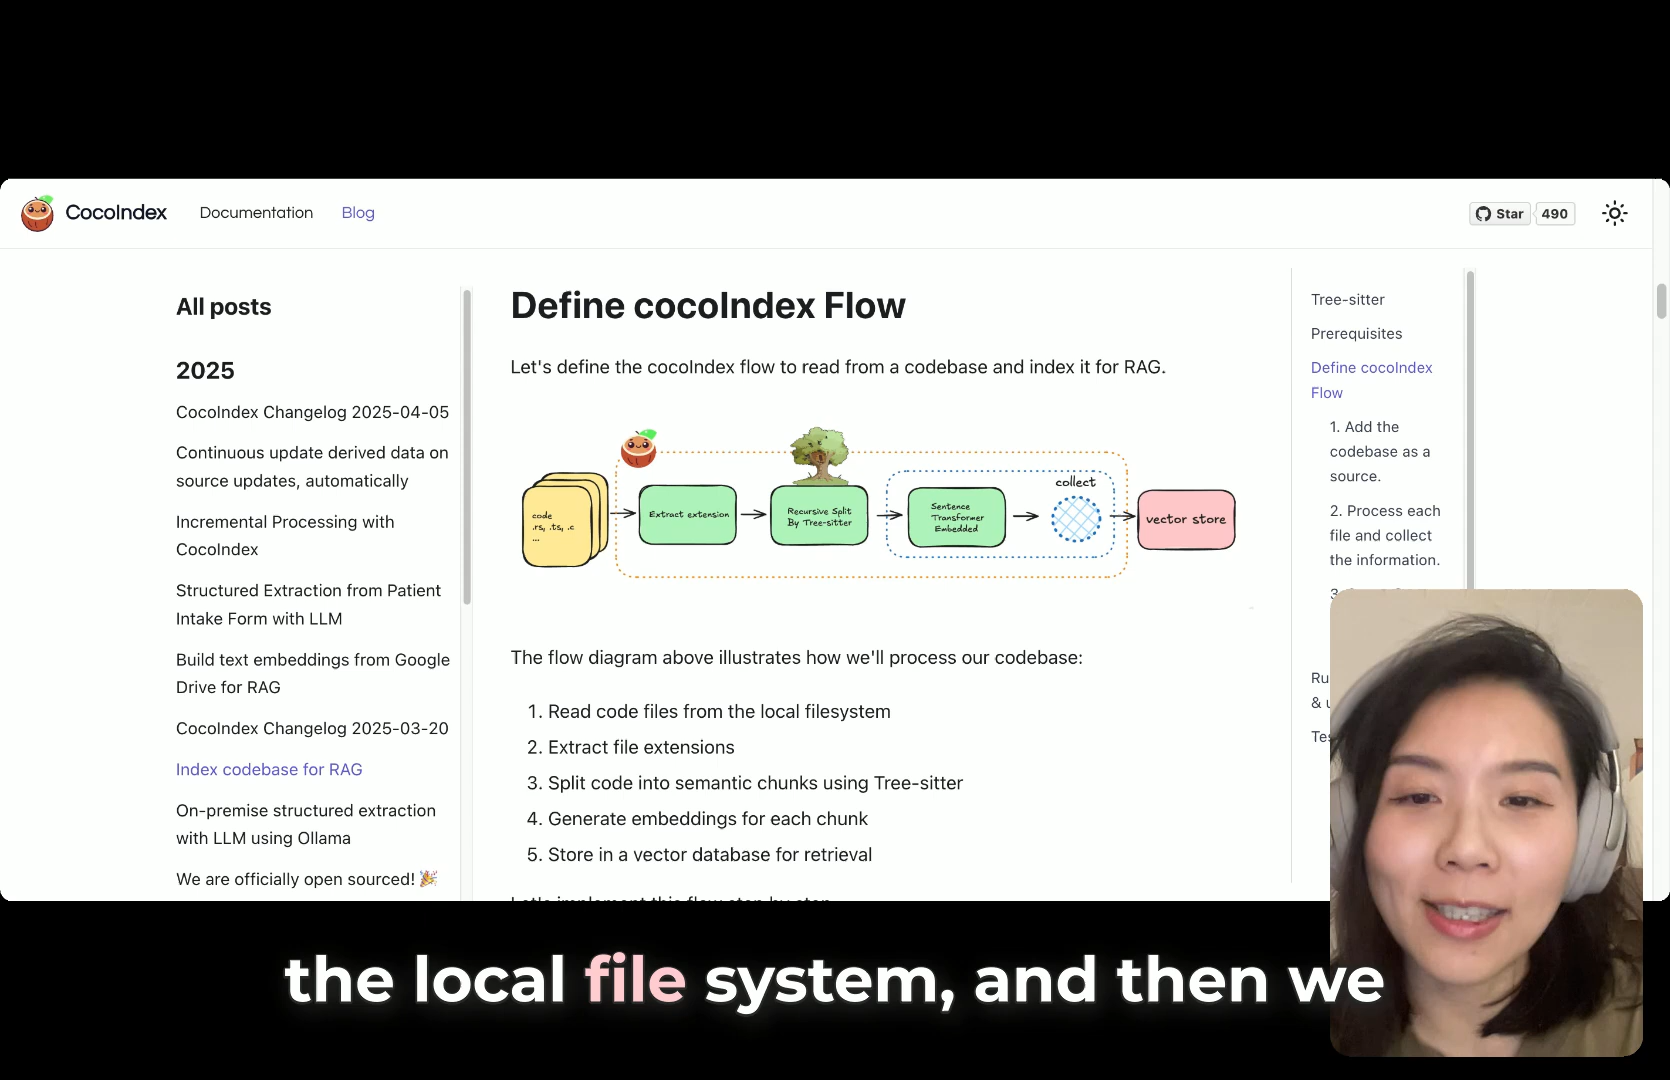 CocoIndex
Documentation
Blog
Star
490
All posts
2025
CocoIndex Changelog 2025-04-05
Continuous update derived data on
source updates, automatically
Incremental Processing with
CocoIndex
Structured Extraction from Patient
Intake Form with LLM
Build text embeddings from Google
Drive for RAG
CocoIndex Changelog 2025-03-20
Index codebase for RAG
On-premise structured extraction
with LLM using Ollama
We are officially open sourced! 🎉
Define cocoIndex Flow
Let's define the cocoIndex flow to read from a codebase and index it for RAG.
code
.rs, .ts, .c
...
Extract extension
Recursive Split
By Tree-sitter
Sentence
Transformer
Embedded
collect
vector store
The flow diagram above illustrates how we'll process our codebase:
1. Read code files from the local filesystem
2. Extract file extensions
3. Split code into semantic chunks using Tree-sitter
4. Generate embeddings for each chunk
5. Store in a vector database for retrieval
Let's implement this flow step by step.
Tree-sitter
Prerequisites
Define cocoIndex
Flow
1. Add the
codebase as a
source.
2. Process each
file and collect
the information.
the local file system, and then we